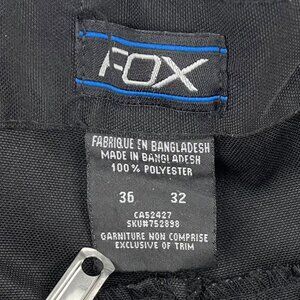 FOX
FABRIQUE EN BANGLADESH
MADE IN BANGLADESH
100% POLYESTER
36 32
CA52427
SKU#752898
GARNITURE NON COMPRISE
EXCLUSIVE OF TRIM